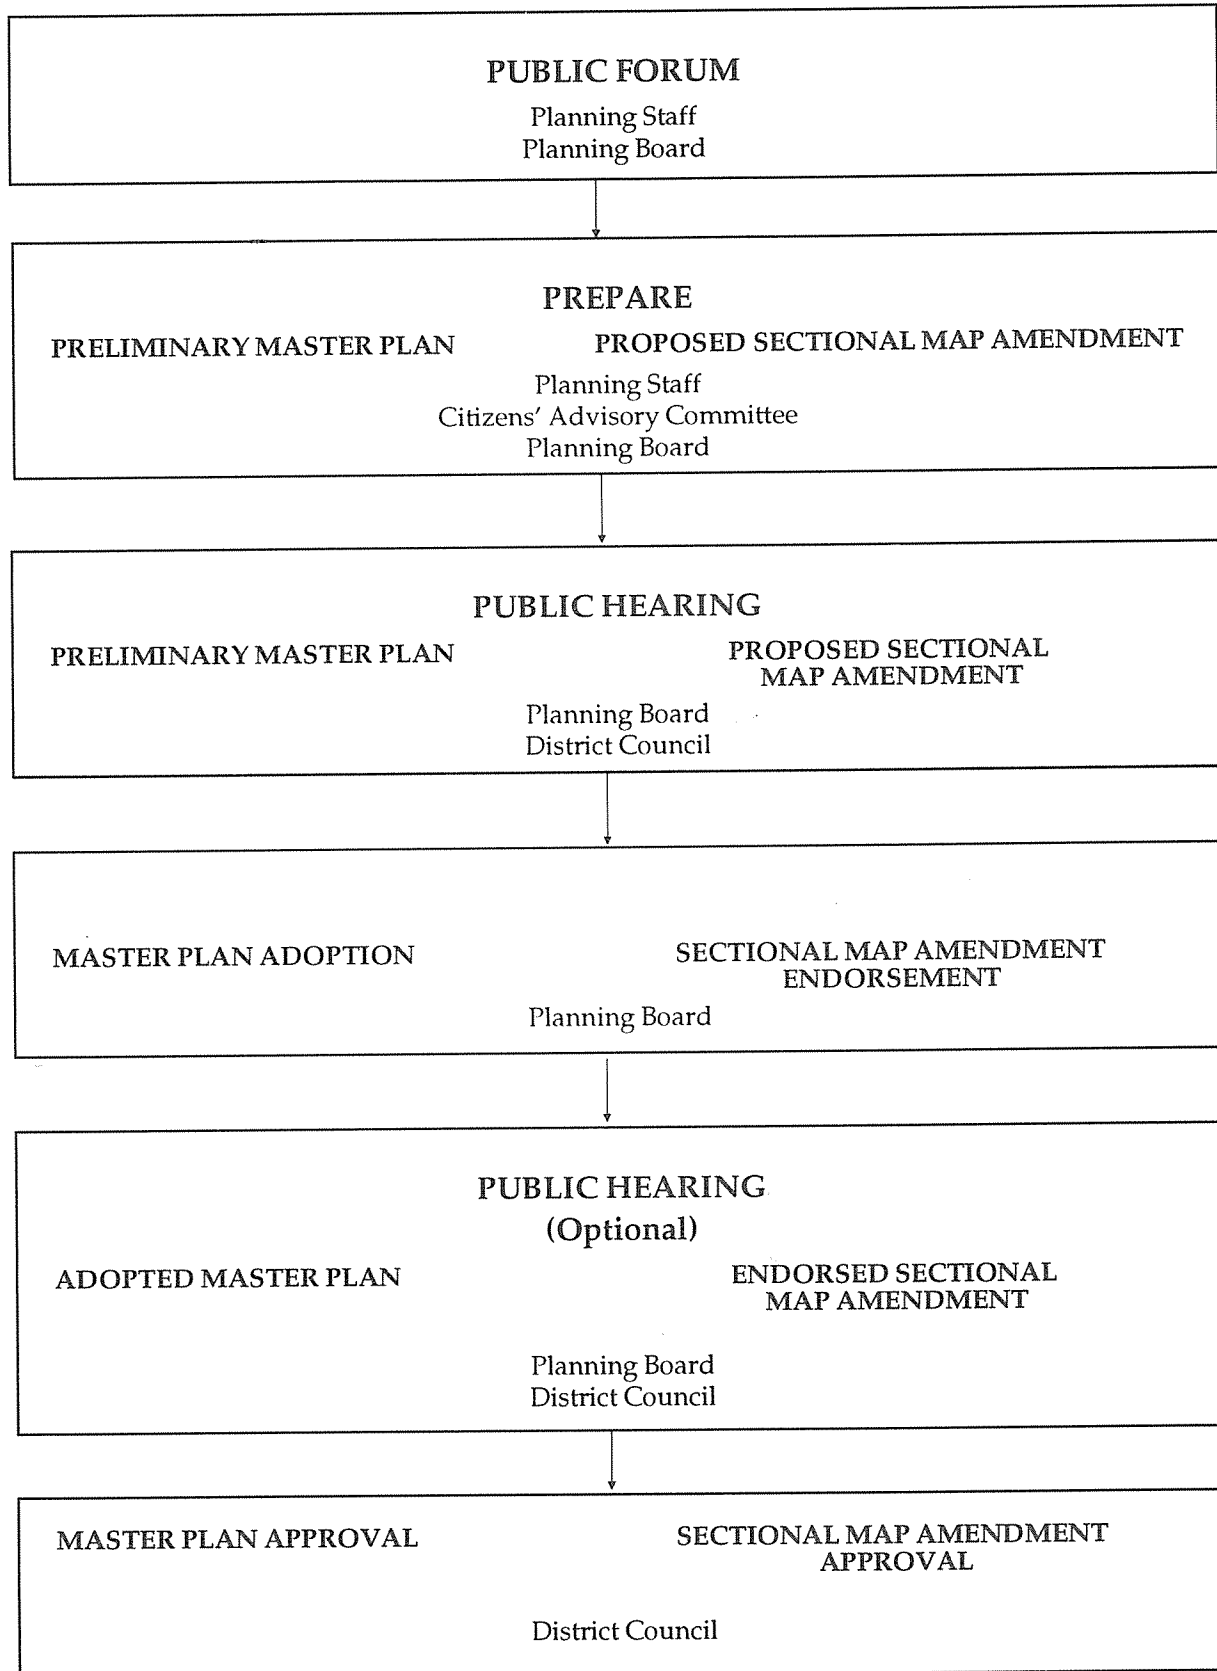 PUBLIC FORUM
Planning Staff
Planning Board
PREPARE
PRELIMINARY MASTER PLAN
PROPOSED SECTIONAL MAP AMENDMENT
Planning Staff
Citizens' Advisory Committee
Planning Board
PUBLIC HEARING
PRELIMINARY MASTER PLAN
PROPOSED SECTIONAL
MAP AMENDMENT
Planning Board
District Council
MASTER PLAN ADOPTION
SECTIONAL MAP AMENDMENT
ENDORSEMENT
Planning Board
PUBLIC HEARING
(Optional)
ADOPTED MASTER PLAN
ENDORSED SECTIONAL
MAP AMENDMENT
Planning Board
District Council
MASTER PLAN APPROVAL
SECTIONAL MAP AMENDMENT
APPROVAL
District Council